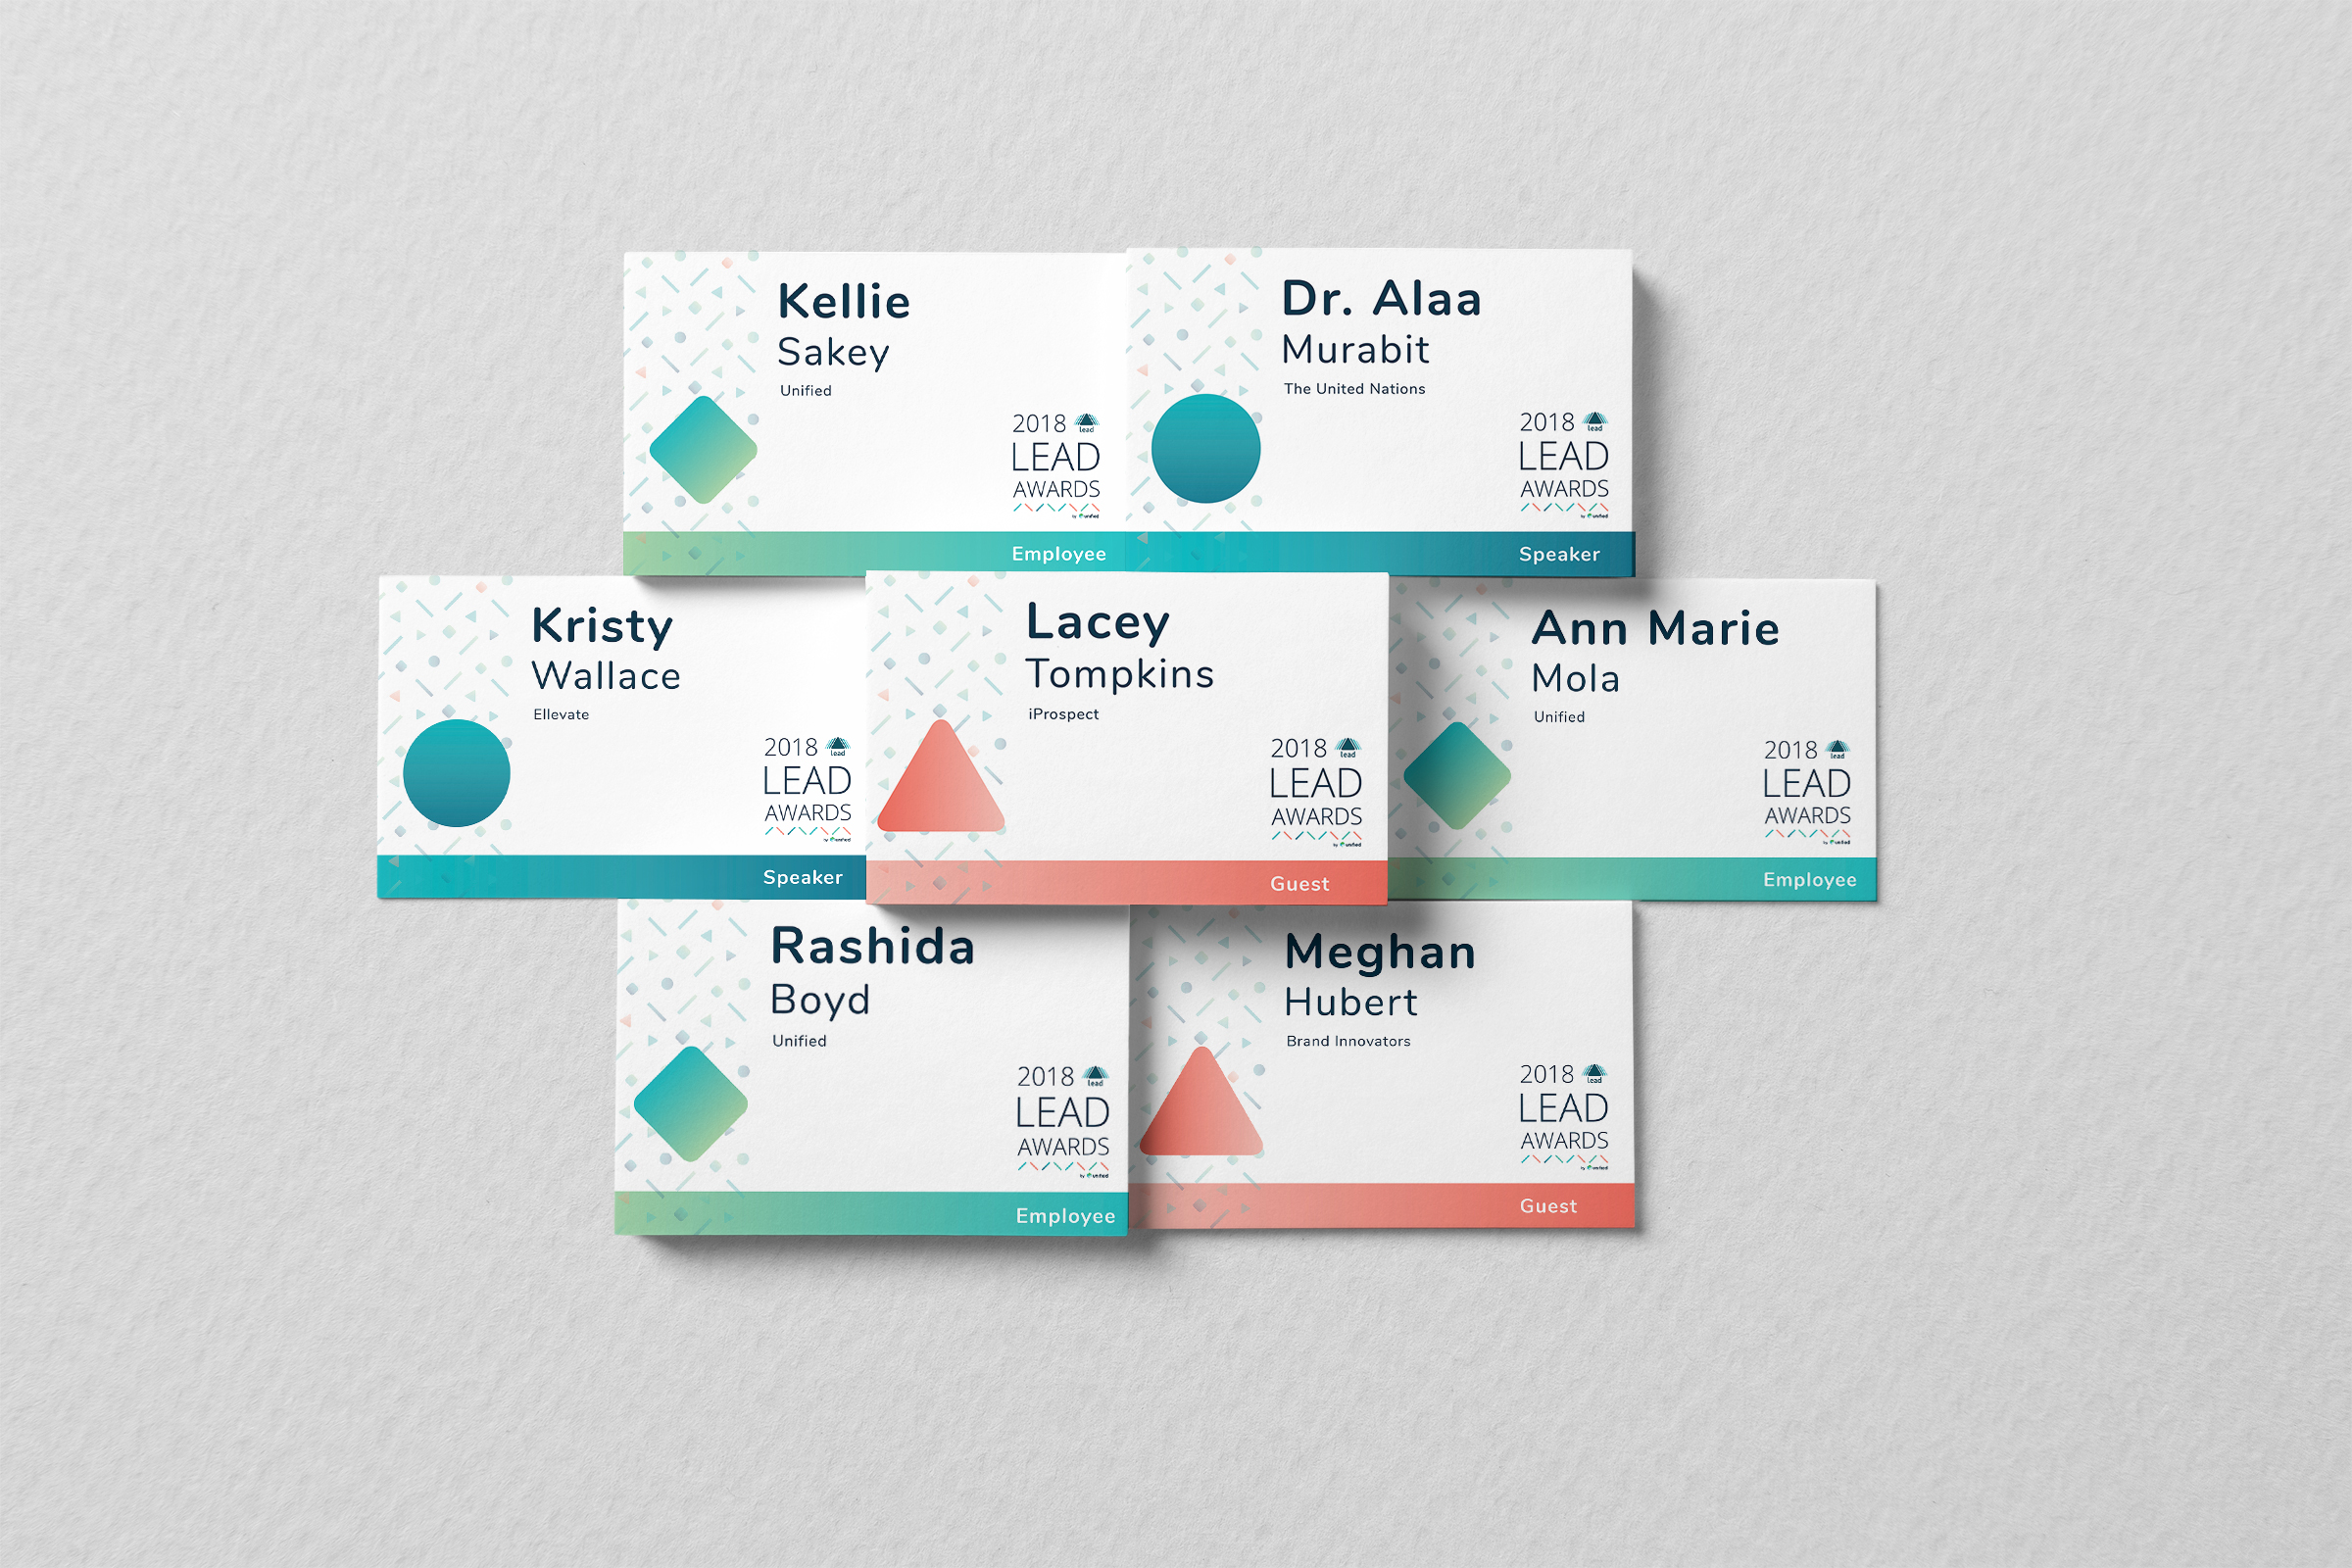 Kellie
Sakey
Unified
2018 lead
LEAD
AWARDS
by unified
Employee
Dr. Alaa
Murabit
The United Nations
2018 lead
LEAD
AWARDS
by unified
Speaker
Kristy
Wallace
Ellevate
2018 lead
LEAD
AWARDS
by unified
Speaker
Lacey
Tompkins
iProspect
2018 lead
LEAD
AWARDS
by unified
Guest
Ann Marie
Mola
Unified
2018 lead
LEAD
AWARDS
by unified
Employee
Rashida
Boyd
Unified
2018 lead
LEAD
AWARDS
by unified
Employee
Meghan
Hubert
Brand Innovators
2018 lead
LEAD
AWARDS
by unified
Guest